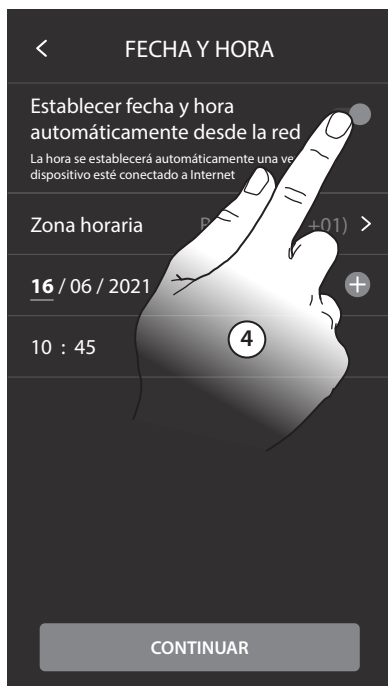 FECHA Y HORA
Establecer fecha y hora
automáticamente desde la red
La hora se establecerá automáticamente una
dispositivo esté conectado a Internet
Zona horaria +01)
16 / 06 / 2021
10 : 45
4
CONTINUAR